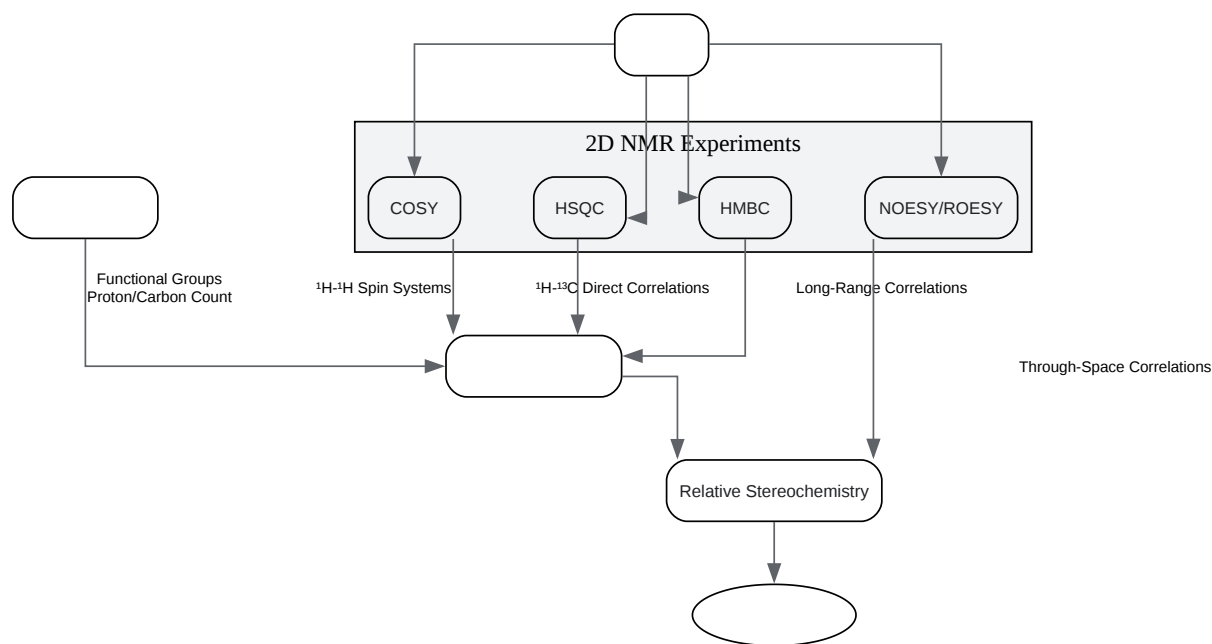 2D NMR Experiments
COSY
HSQC
HMBC
NOESY/ROESY
Functional Groups
Proton/Carbon Count
¹H-¹H Spin Systems
¹H-¹³C Direct Correlations
Long-Range Correlations
Through-Space Correlations
Relative Stereochemistry